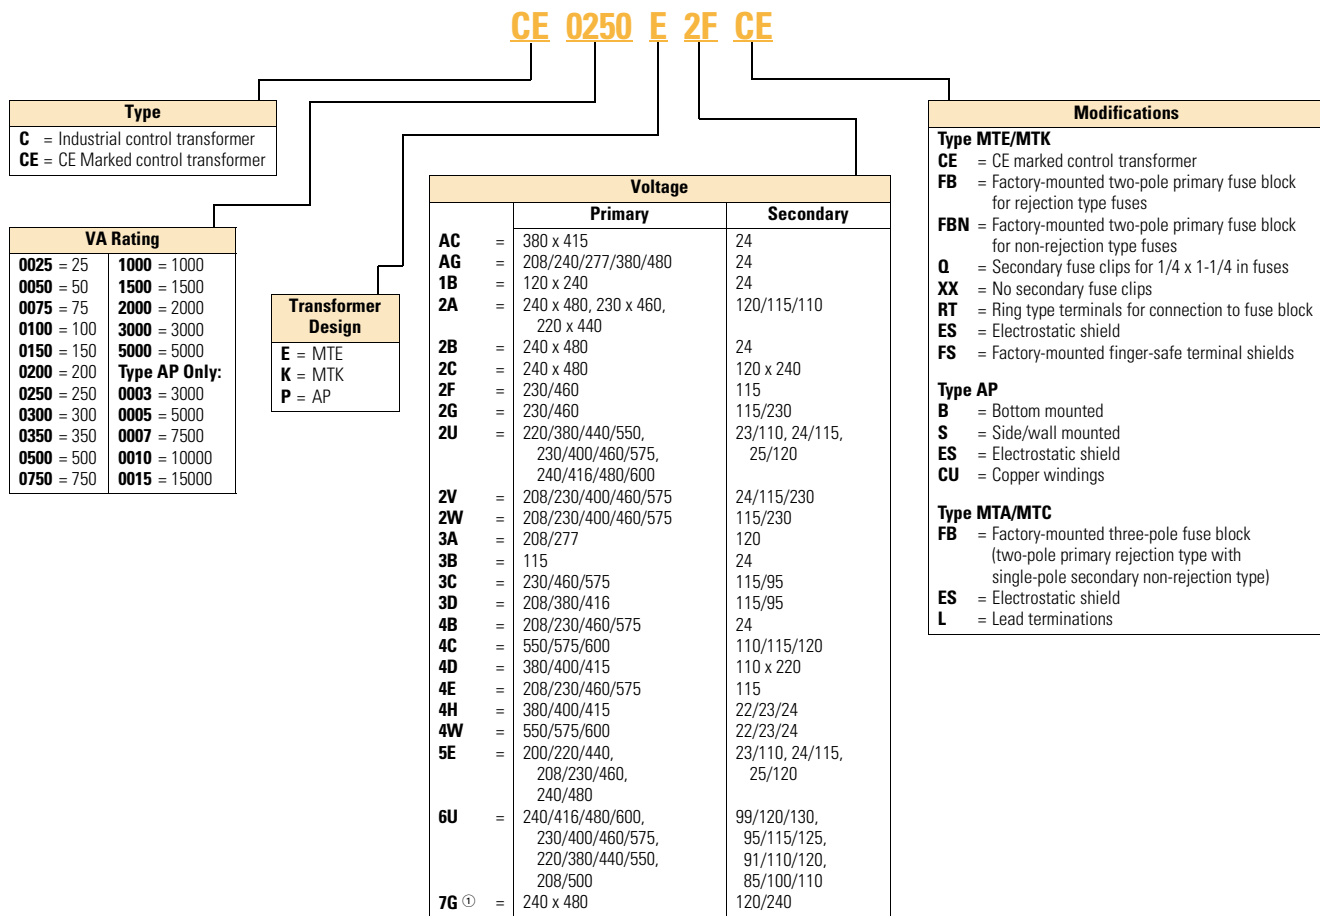 CE 0250 E 2F CE
Type
C = Industrial control transformer
CE = CE Marked control transformer
VA Rating
0025 = 25 1000 = 1000
0050 = 50 1500 = 1500
0075 = 75 2000 = 2000
0100 = 100 3000 = 3000
0150 = 150 5000 = 5000
0200 = 200 Type AP Only:
0250 = 250 0003 = 3000
0300 = 300 0005 = 5000
0350 = 350 0007 = 7500
0500 = 500 0010 = 10000
0750 = 750 0015 = 15000
Transformer
Design
E = MTE
K = MTK
P = AP
Voltage
Primary Secondary
AC = 380 x 415 24
AG = 208/240/277/380/480 24
1B = 120 x 240 24
2A = 240 x 480, 230 x 460, 120/115/110
220 x 440
2B = 240 x 480 24
2C = 240 x 480 120 x 240
2F = 230/460 115
2G = 230/460 115/230
2U = 220/380/440/550, 23/110, 24/115,
230/400/460/575, 25/120
240/416/480/600
2V = 208/230/400/460/575 24/115/230
2W = 208/230/400/460/575 115/230
3A = 208/277 120
3B = 115 24
3C = 230/460/575 115/95
3D = 208/380/416 115/95
4B = 208/230/460/575 24
4C = 550/575/600 110/115/120
4D = 380/400/415 110 x 220
4E = 208/230/460/575 115
4H = 380/400/415 22/23/24
4W = 550/575/600 22/23/24
5E = 200/220/440, 23/110, 24/115,
208/230/460, 25/120
240/480
6U = 240/416/480/600, 99/120/130,
230/400/460/575, 95/115/125,
220/380/440/550, 91/110/120,
208/500 85/100/110
7G ① = 240 x 480 120/240
Modifications
Type MTE/MTK
CE = CE marked control transformer
FB = Factory-mounted two-pole primary fuse block
for rejection type fuses
FBN = Factory-mounted two-pole primary fuse block
for non-rejection type fuses
Q = Secondary fuse clips for 1/4 x 1-1/4 in fuses
XX = No secondary fuse clips
RT = Ring type terminals for connection to fuse block
ES = Electrostatic shield
FS = Factory-mounted finger-safe terminal shields
Type AP
B = Bottom mounted
S = Side/wall mounted
ES = Electrostatic shield
CU = Copper windings
Type MTA/MTC
FB = Factory-mounted three-pole fuse block
(two-pole primary rejection type with
single-pole secondary non-rejection type)
ES = Electrostatic shield
L = Lead terminations